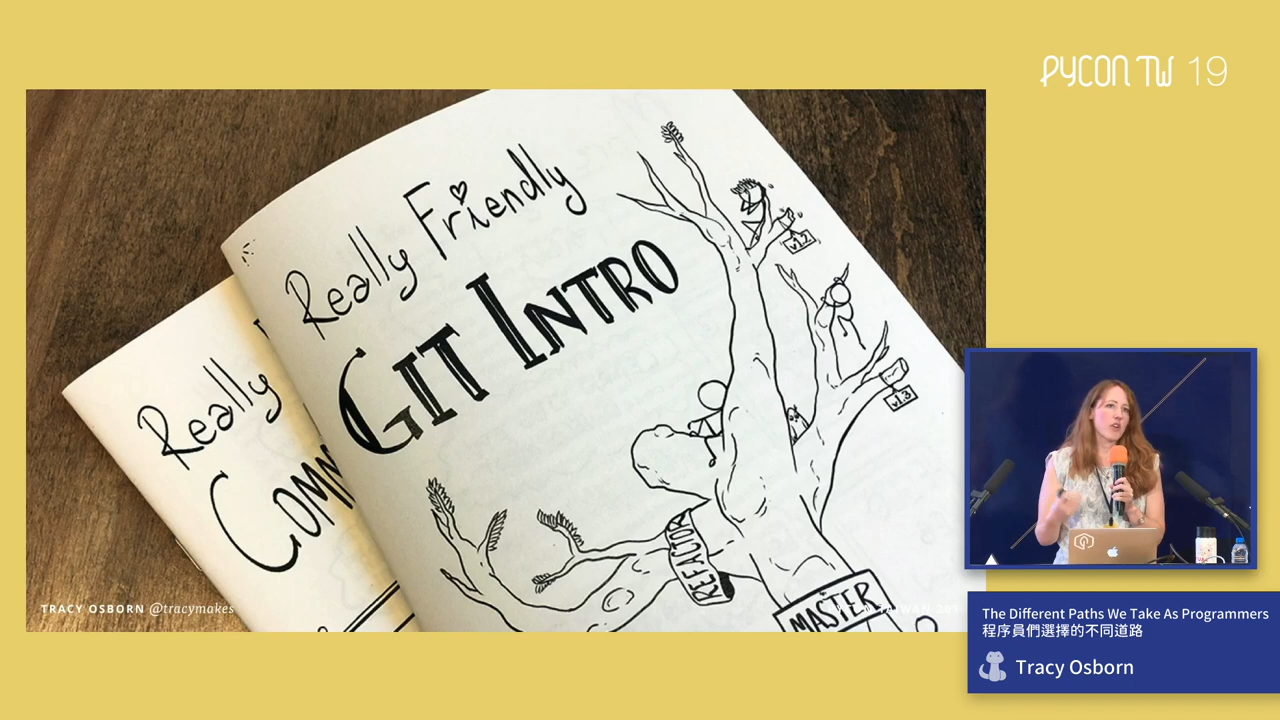 PYCON TW 19
Really Friendly
GIT INTRO
v1.2
v1.3
REFACTOR
MASTER
Really
COMM
TRACY OSBORN @tracymakes
The Different Paths We Take As Programmers
程序員們選擇的不同道路
Tracy Osborn